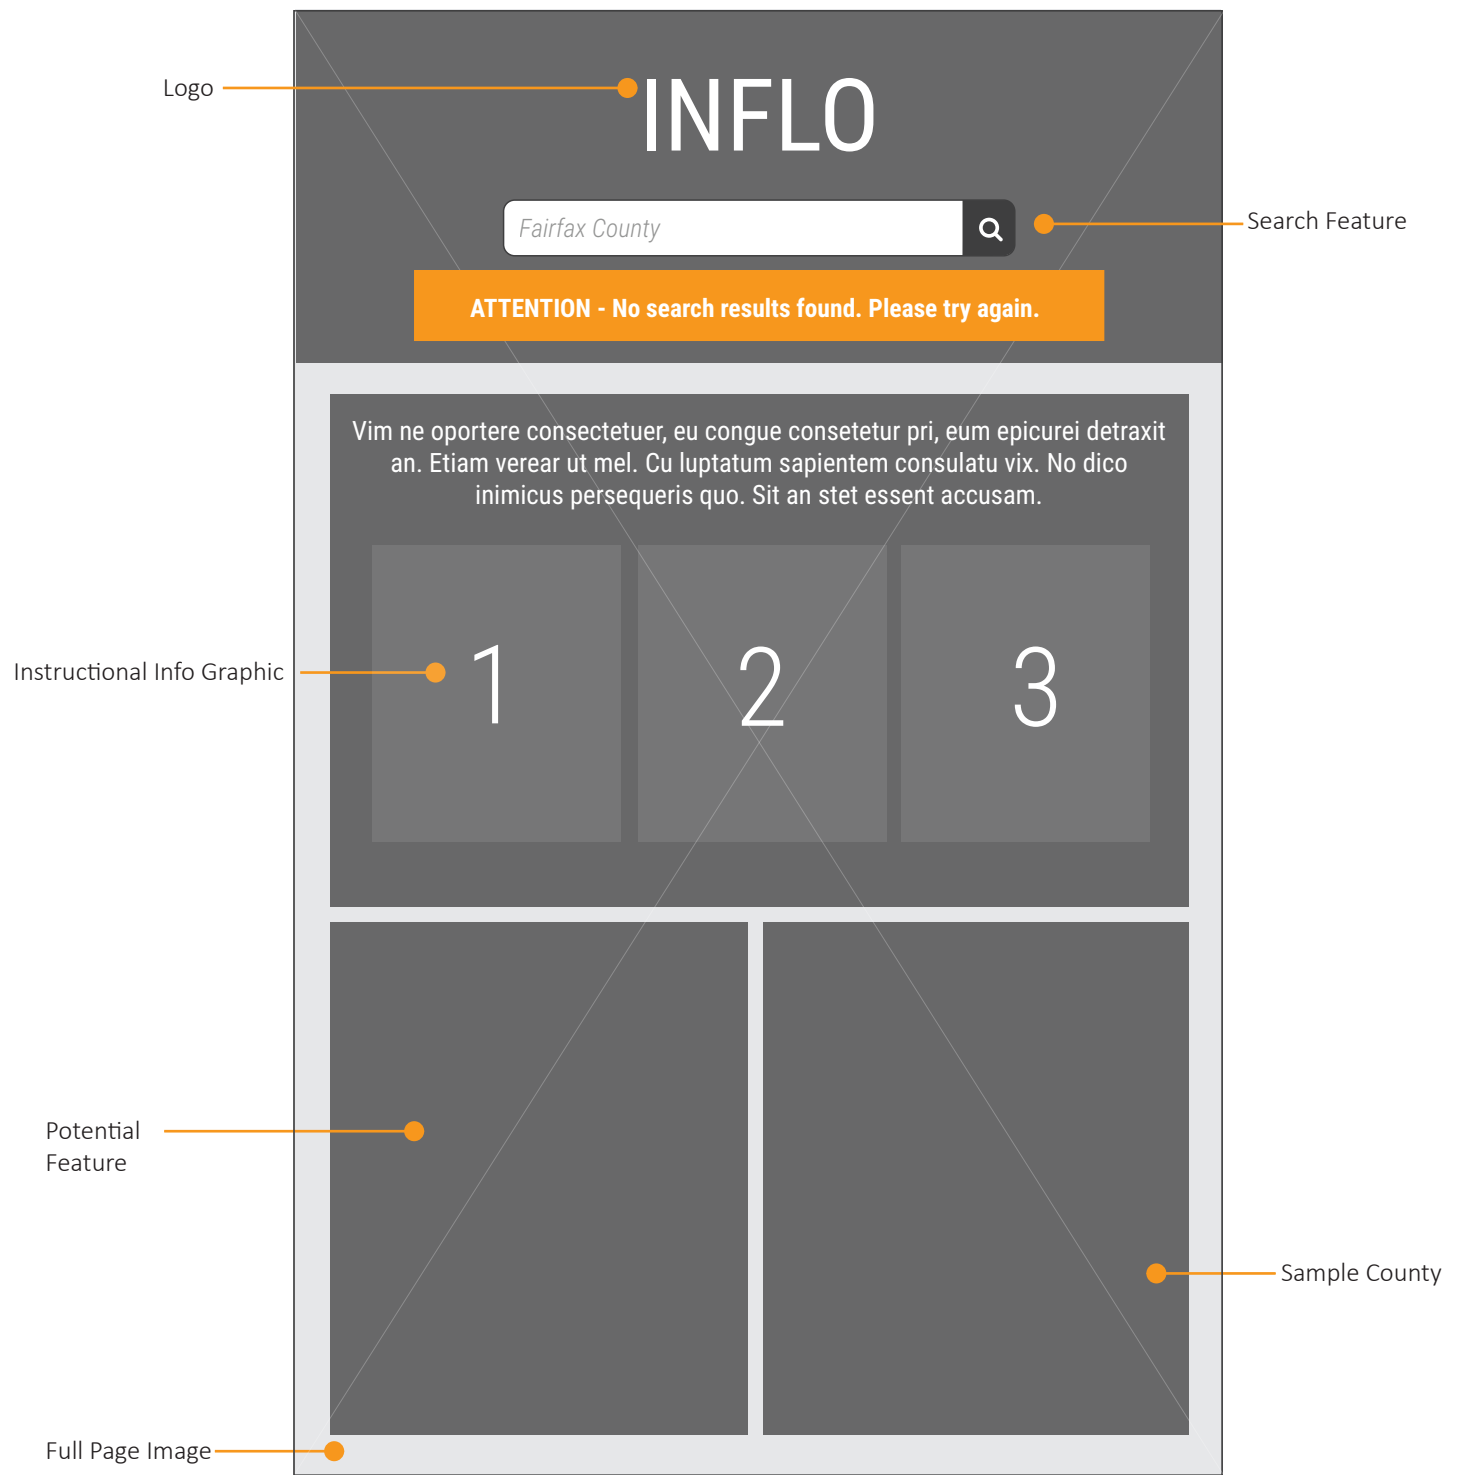 Logo
INFLO
Fairfax County
Search Feature
ATTENTION - No search results found. Please try again.
Vim ne oportere consectetuer, eu congue consetetur pri, eum epicurei detraxit
an. Etiam verear ut mel. Cu luptatum sapientem consulatu vix. No dico
inimicus persequeris quo. Sit an stet essent accusam.
Instructional Info Graphic
1
2
3
Potential
Feature
Sample County
Full Page Image